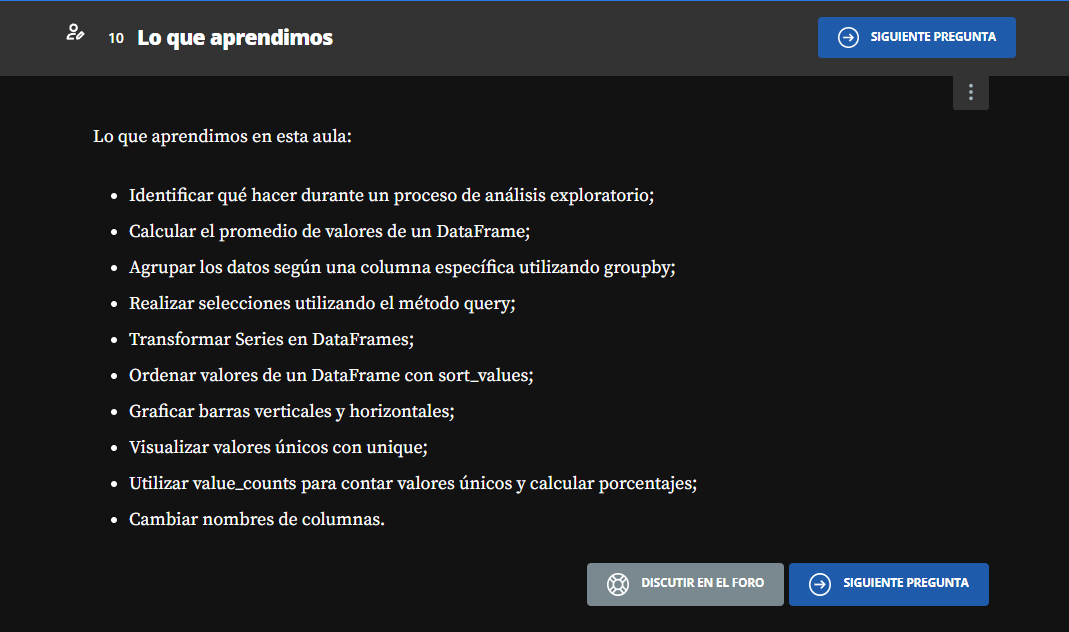 10 Lo que aprendimos
SIGUIENTE PREGUNTA
Lo que aprendimos en esta aula:
• Identificar qué hacer durante un proceso de análisis exploratorio;
• Calcular el promedio de valores de un DataFrame;
• Agrupar los datos según una columna específica utilizando groupby;
• Realizar selecciones utilizando el método query;
• Transformar Series en DataFrames;
• Ordenar valores de un DataFrame con sort_values;
• Graficar barras verticales y horizontales;
• Visualizar valores únicos con unique;
• Utilizar value_counts para contar valores únicos y calcular porcentajes;
• Cambiar nombres de columnas.
DISCUTIR EN EL FORO
SIGUIENTE PREGUNTA